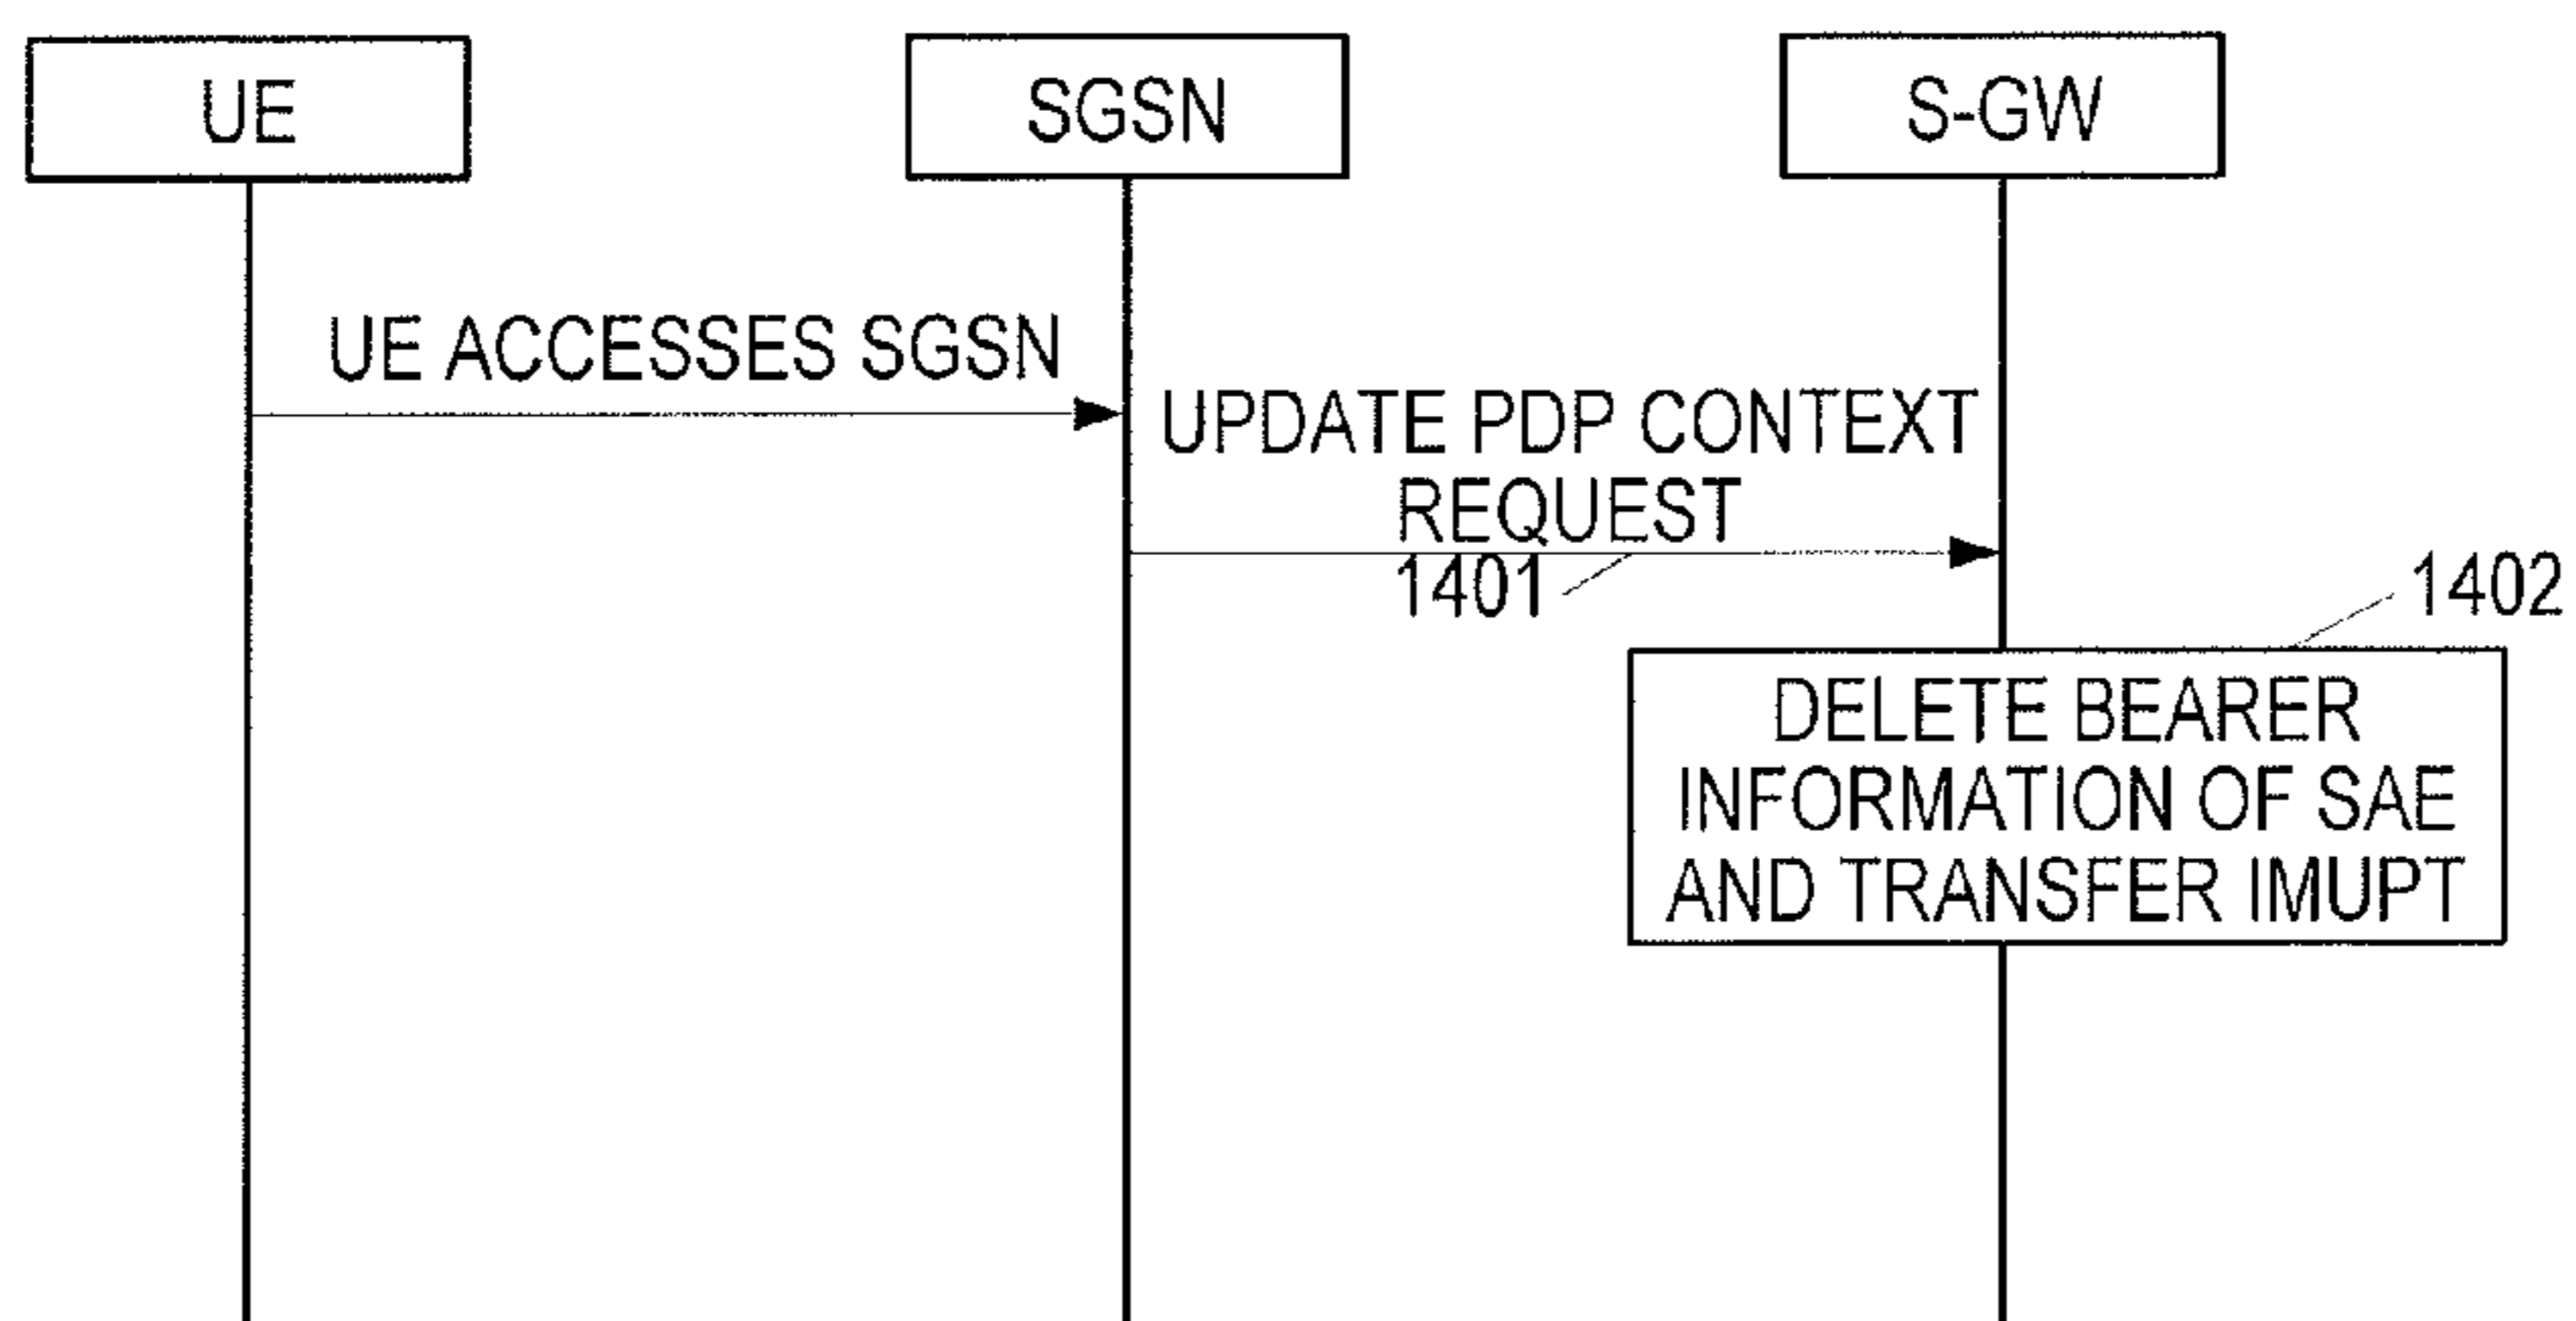 UE
SGSN
S-GW
UE ACCESSES SGSN
UPDATE PDP CONTEXT
REQUEST
1401
1402
DELETE BEARER
INFORMATION OF SAE
AND TRANSFER IMUPT